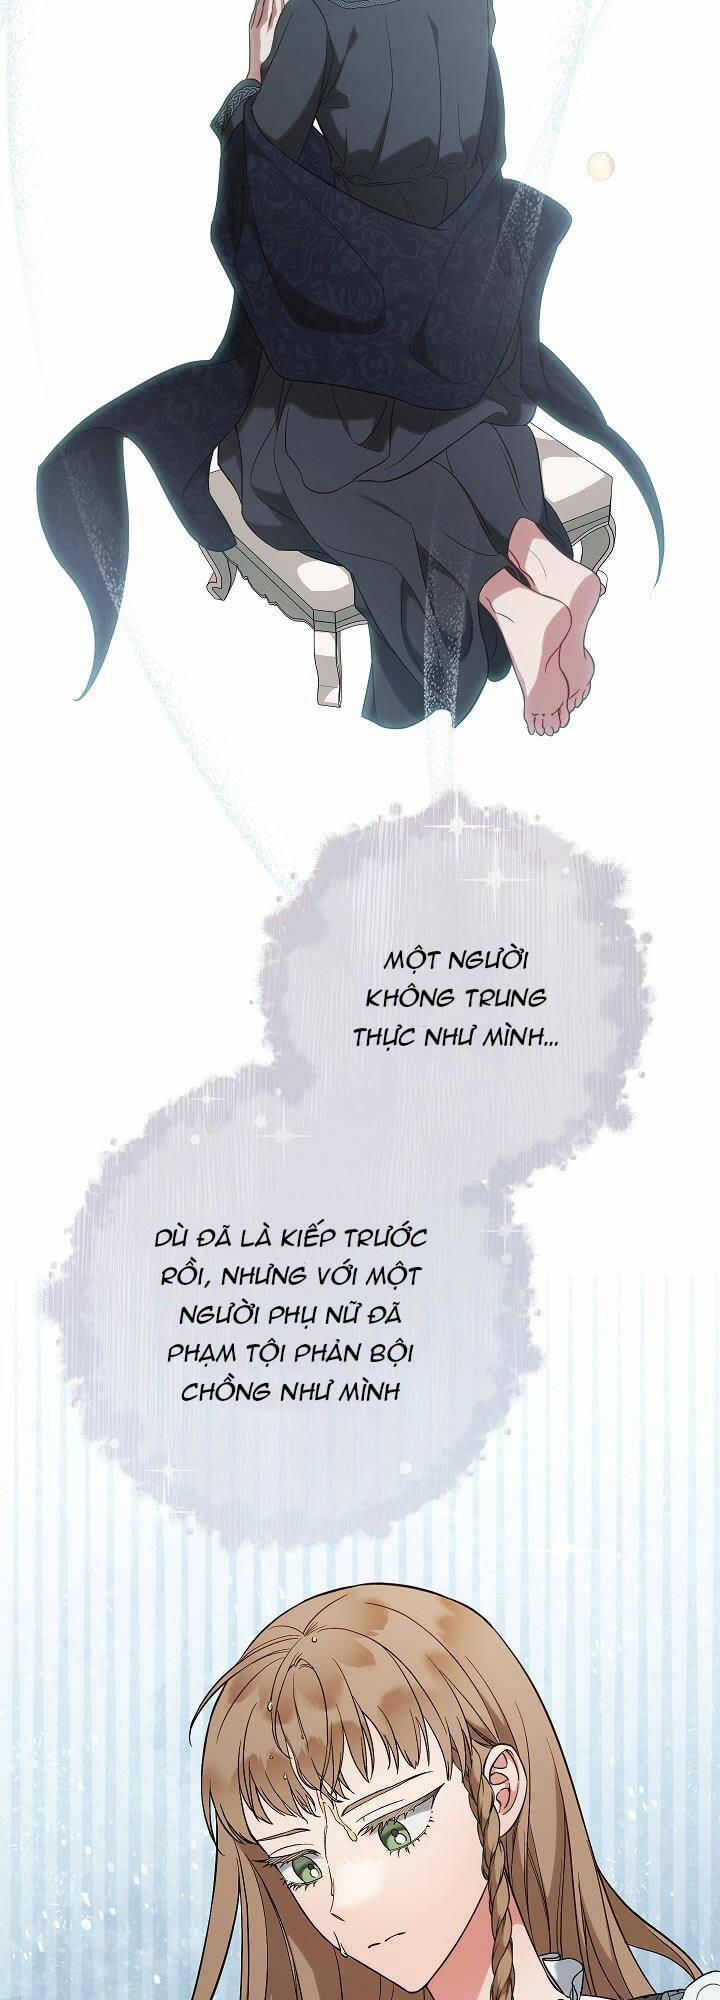 MỘT NGƯỜI
KHÔNG TRUNG
THỰC NHƯ MÌNH...
DÙ ĐÃ LÀ KIẾP TRƯỚC
RỒI, NHƯNG VỚI MỘT
NGƯỜI PHỤ NỮ ĐÃ
PHẠM TỘI PHẢN BỘI
CHỒNG NHƯ MÌNH